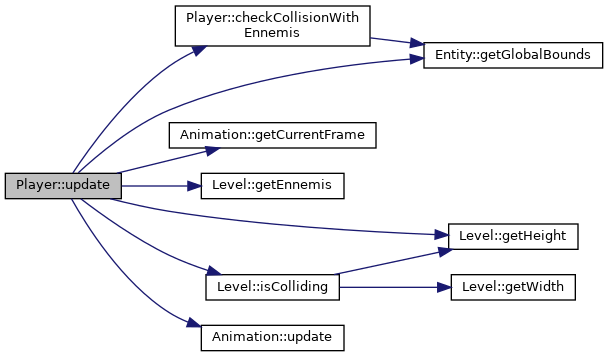 Player::checkCollisionWith
Ennemis
Entity::getGlobalBounds
Animation::getCurrentFrame
Player::update
Level::getEnnemis
Level::getHeight
Level::isColliding
Level::getWidth
Animation::update